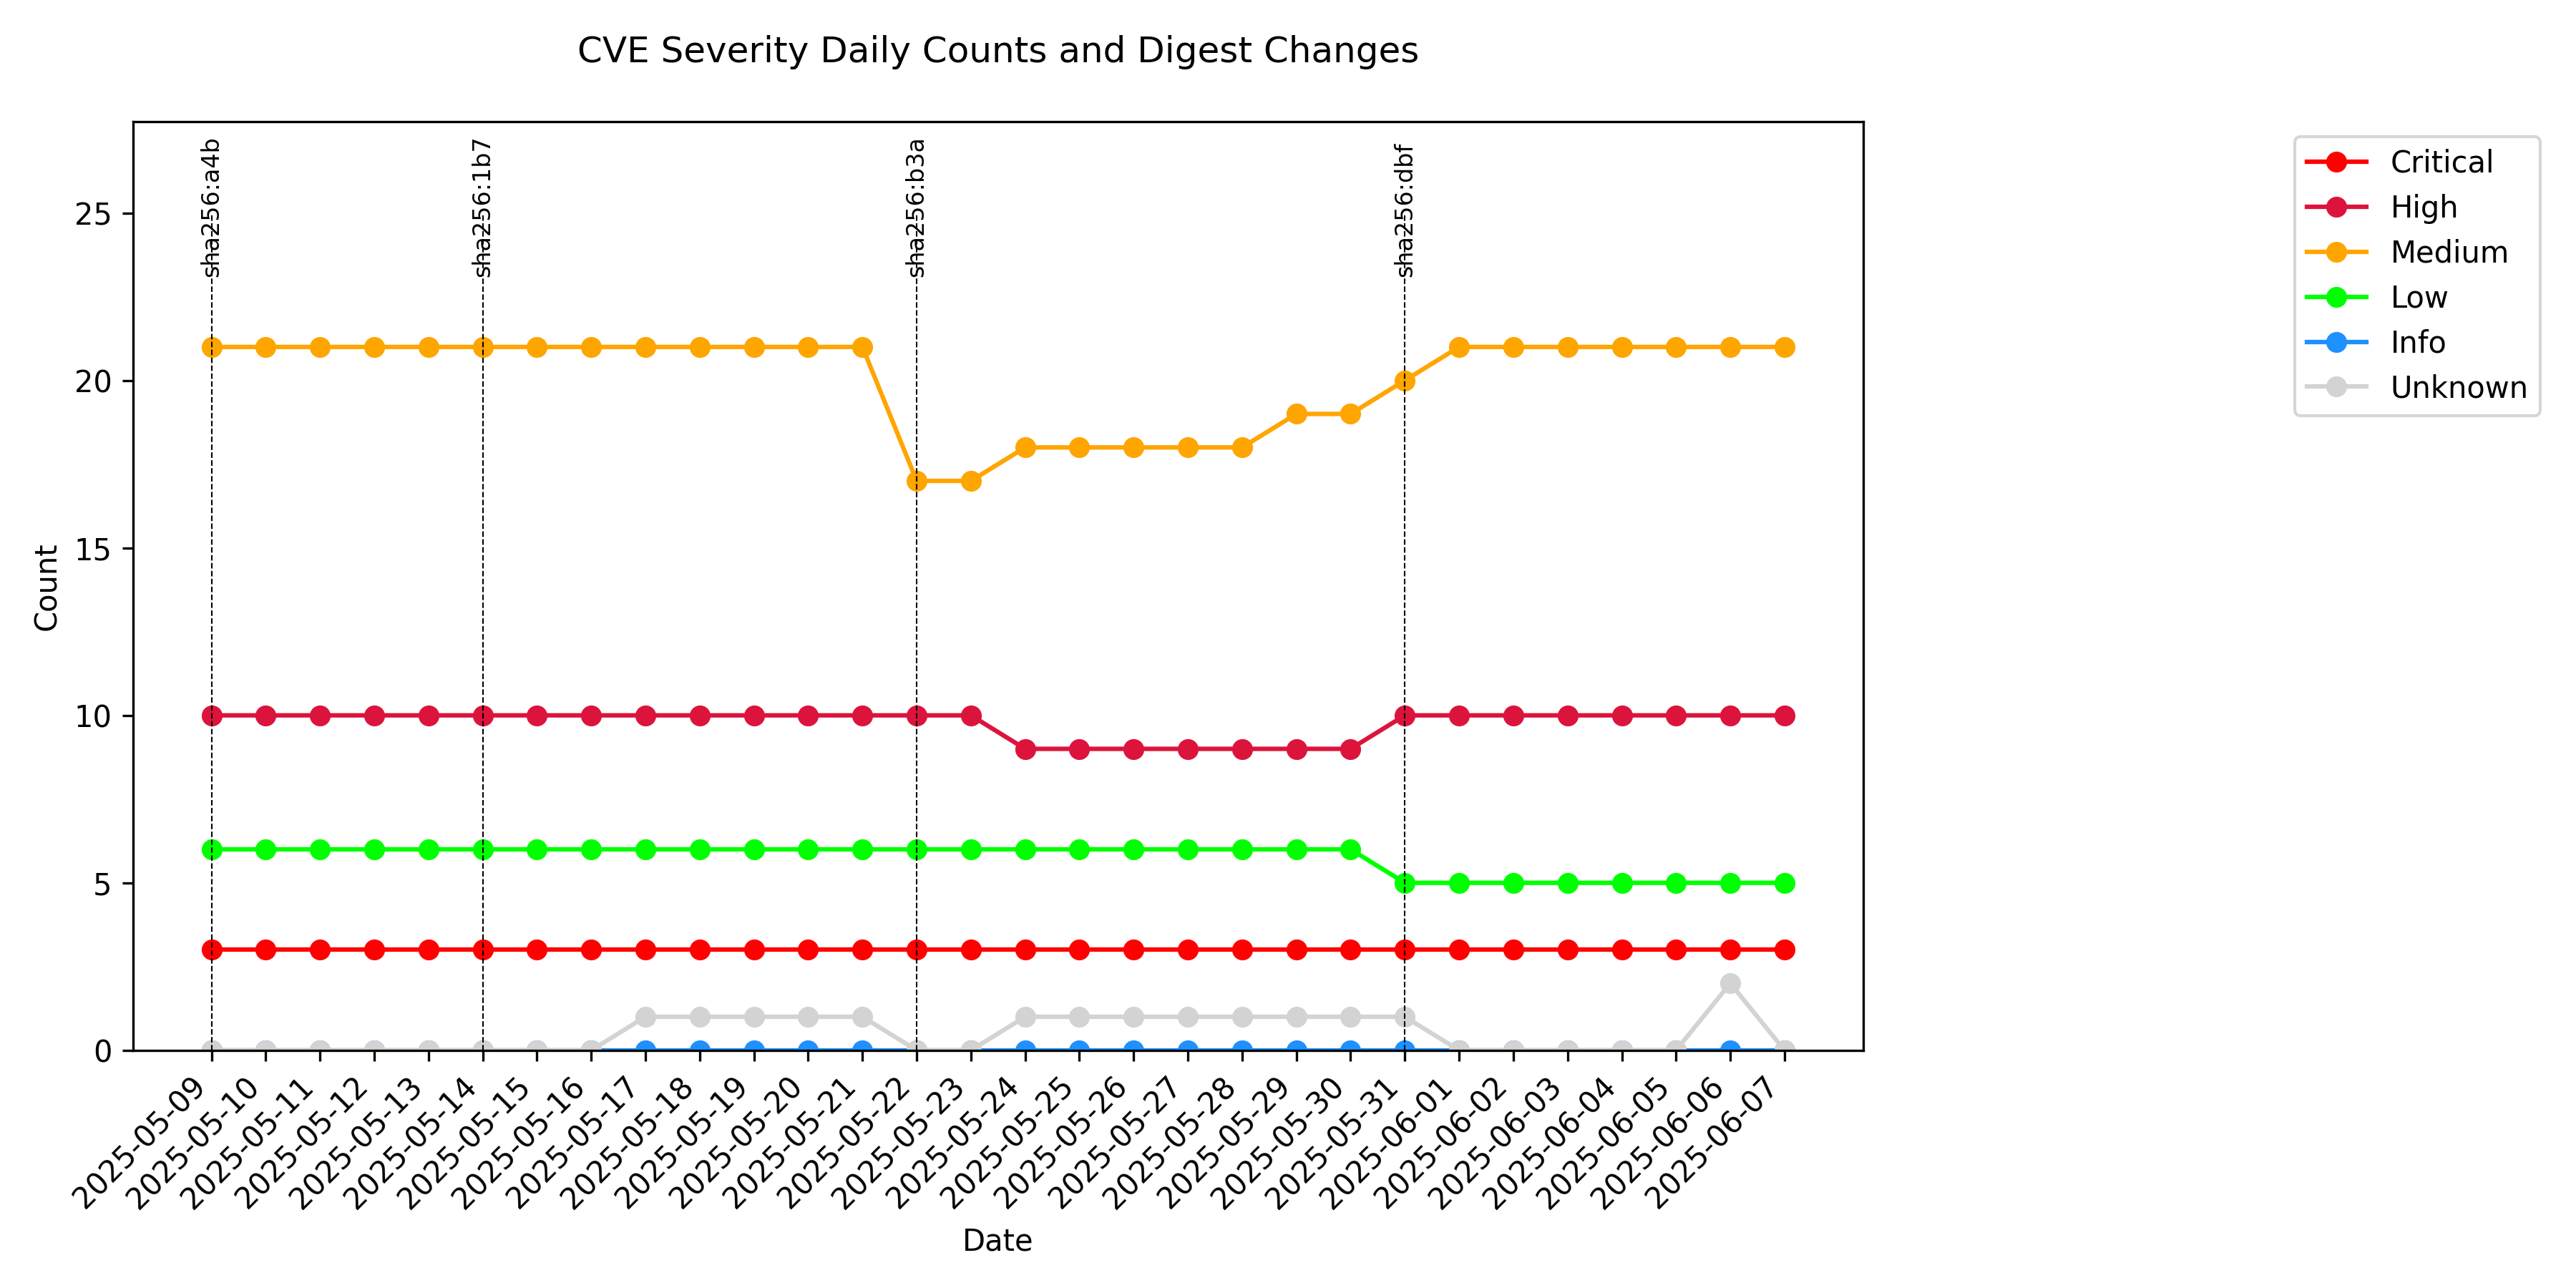 CVE Severity Daily Counts and Digest Changes
sha256:a4b
sha256:1b7
sha256:b3a
sha256:dbf
Critical
High
Medium
Low
Info
Unknown
Count
25
20
15
10
5
0
2025-05-09
2025-05-10
2025-05-11
2025-05-12
2025-05-13
2025-05-14
2025-05-15
2025-05-16
2025-05-17
2025-05-18
2025-05-19
2025-05-20
2025-05-21
2025-05-22
2025-05-23
2025-05-24
2025-05-25
2025-05-26
2025-05-27
2025-05-28
2025-05-29
2025-05-30
2025-05-31
2025-06-01
2025-06-02
2025-06-03
2025-06-04
2025-06-05
2025-06-06
2025-06-07
Date